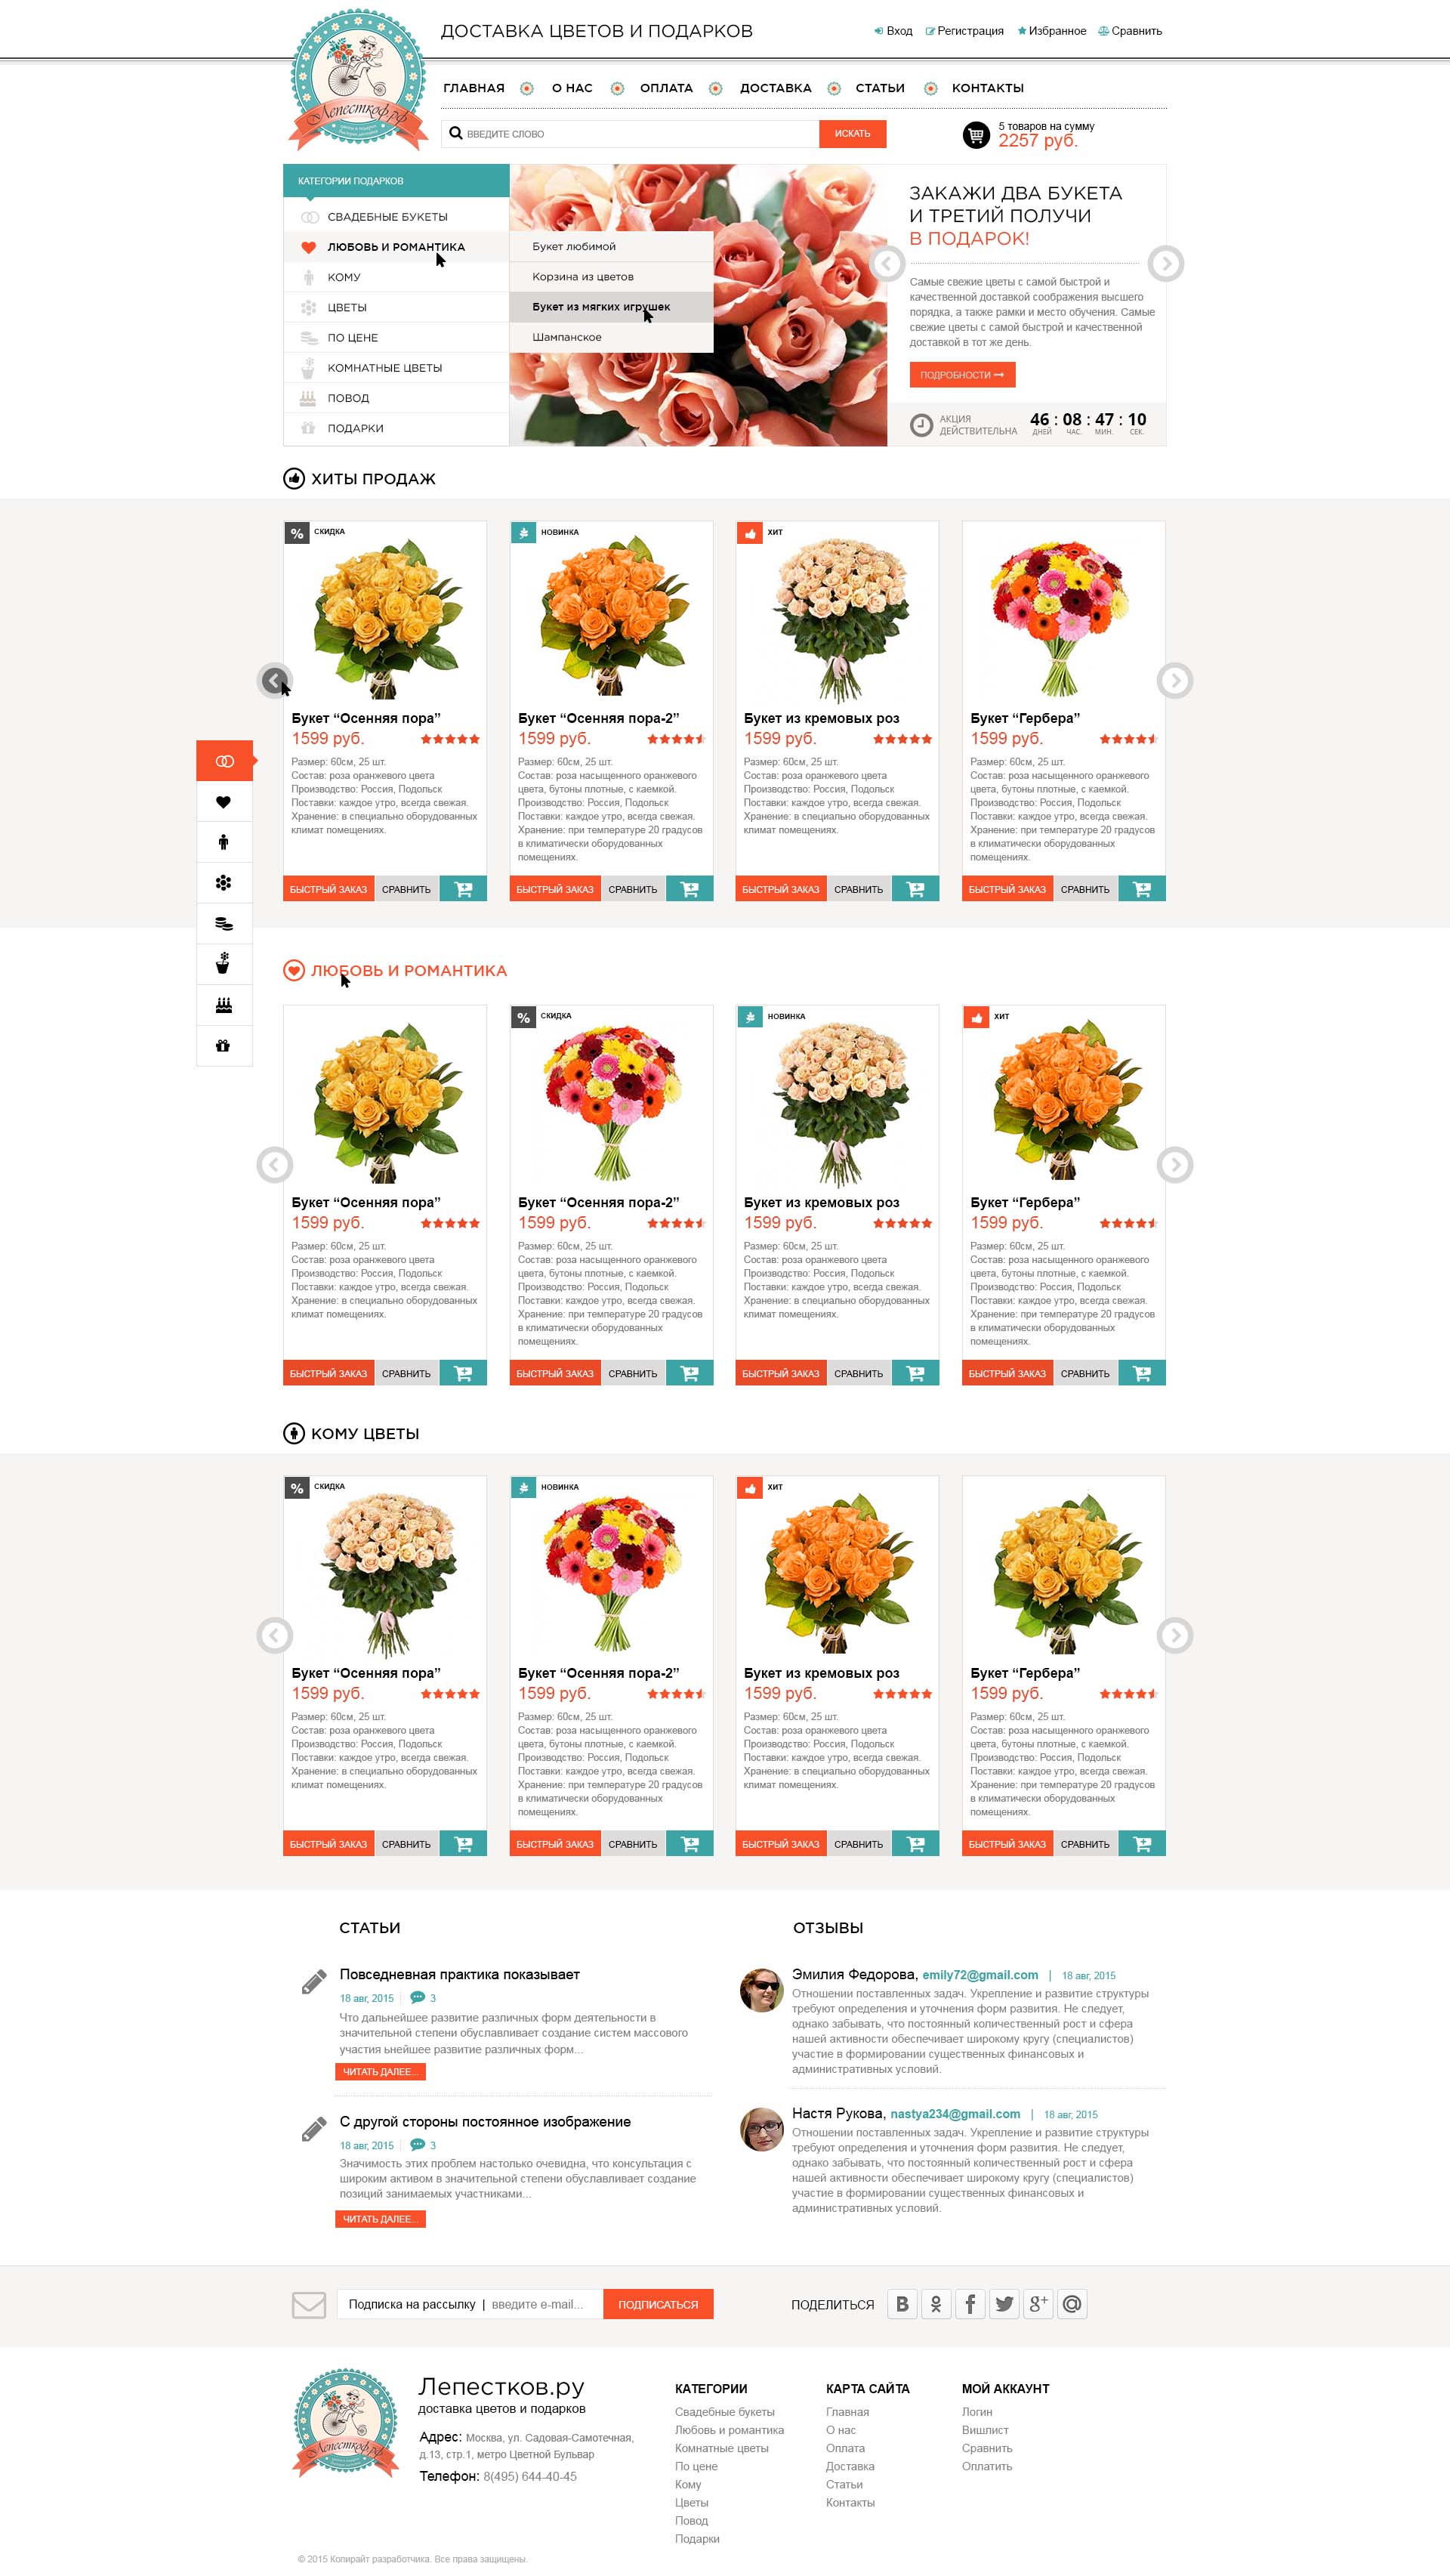 ДОСТАВКА ЦВЕТОВ И ПОДАРКОВ
Вход Регистрация Избранное Сравнить
Лепесткоф.рф
ГЛАВНАЯ О НАС ОПЛАТА ДОСТАВКА СТАТЬИ КОНТАКТЫ
ВВЕДИТЕ СЛОВО ИСКАТЬ
5 товаров на сумму
2257 руб.
КАТЕГОРИИ ПОДАРКОВ
СВАДЕБНЫЕ БУКЕТЫ
ЛЮБОВЬ И РОМАНТИКА
КОМУ
ЦВЕТЫ
ПО ЦЕНЕ
КОМНАТНЫЕ ЦВЕТЫ
ПОВОД
ПОДАРКИ
Букет любимой
Корзина из цветов
Букет из мягких игрушек
Шампанское
ЗАКАЖИ ДВА БУКЕТА
И ТРЕТИЙ ПОЛУЧИ
В ПОДАРОК!
Самые свежие цветы с самой быстрой и
качественной доставкой соображения высшего
порядка, а также рамки и место обучения. Самые
свежие цветы с самой быстрой и качественной
доставкой в тот же день.
ПОДРОБНОСТИ
АКЦИЯ
ДЕЙСТВИТЕЛЬНА
46 : 08 : 47 : 10
ДНЕЙ ЧАС. МИН. СЕК.
ХИТЫ ПРОДАЖ
% СКИДКА
Букет “Осенняя пора”
1599 руб.
Размер: 60см, 25 шт.
Состав: роза оранжевого цвета
Производство: Россия, Подольск
Поставки: каждое утро, всегда свежая.
Хранение: в специально оборудованных
климат помещениях.
БЫСТРЫЙ ЗАКАЗ СРАВНИТЬ
НОВИНКА
Букет “Осенняя пора-2”
1599 руб.
Размер: 60см, 25 шт.
Состав: роза насыщенного оранжевого
цвета, бутоны плотные, с каемкой.
Производство: Россия, Подольск
Поставки: каждое утро, всегда свежая.
Хранение: при температуре 20 градусов
в климатически оборудованных
помещениях.
БЫСТРЫЙ ЗАКАЗ СРАВНИТЬ
ХИТ
Букет из кремовых роз
1599 руб.
Размер: 60см, 25 шт.
Состав: роза оранжевого цвета
Производство: Россия, Подольск
Поставки: каждое утро, всегда свежая.
Хранение: в специально оборудованных
климат помещениях.
БЫСТРЫЙ ЗАКАЗ СРАВНИТЬ
Букет “Гербера”
1599 руб.
Размер: 60см, 25 шт.
Состав: роза насыщенного оранжевого
цвета, бутоны плотные, с каемкой.
Производство: Россия, Подольск
Поставки: каждое утро, всегда свежая.
Хранение: при температуре 20 градусов
в климатически оборудованных
помещениях.
БЫСТРЫЙ ЗАКАЗ СРАВНИТЬ
ЛЮБОВЬ И РОМАНТИКА
Букет “Осенняя пора”
1599 руб.
Размер: 60см, 25 шт.
Состав: роза оранжевого цвета
Производство: Россия, Подольск
Поставки: каждое утро, всегда свежая.
Хранение: в специально оборудованных
климат помещениях.
БЫСТРЫЙ ЗАКАЗ СРАВНИТЬ
% СКИДКА
Букет “Осенняя пора-2”
1599 руб.
Размер: 60см, 25 шт.
Состав: роза насыщенного оранжевого
цвета, бутоны плотные, с каемкой.
Производство: Россия, Подольск
Поставки: каждое утро, всегда свежая.
Хранение: при температуре 20 градусов
в климатически оборудованных
помещениях.
БЫСТРЫЙ ЗАКАЗ СРАВНИТЬ
НОВИНКА
Букет из кремовых роз
1599 руб.
Размер: 60см, 25 шт.
Состав: роза оранжевого цвета
Производство: Россия, Подольск
Поставки: каждое утро, всегда свежая.
Хранение: в специально оборудованных
климат помещениях.
БЫСТРЫЙ ЗАКАЗ СРАВНИТЬ
ХИТ
Букет “Гербера”
1599 руб.
Размер: 60см, 25 шт.
Состав: роза насыщенного оранжевого
цвета, бутоны плотные, с каемкой.
Производство: Россия, Подольск
Поставки: каждое утро, всегда свежая.
Хранение: при температуре 20 градусов
в климатически оборудованных
помещениях.
БЫСТРЫЙ ЗАКАЗ СРАВНИТЬ
КОМУ ЦВЕТЫ
% СКИДКА
Букет “Осенняя пора”
1599 руб.
Размер: 60см, 25 шт.
Состав: роза оранжевого цвета
Производство: Россия, Подольск
Поставки: каждое утро, всегда свежая.
Хранение: в специально оборудованных
климат помещениях.
БЫСТРЫЙ ЗАКАЗ СРАВНИТЬ
НОВИНКА
Букет “Осенняя пора-2”
1599 руб.
Размер: 60см, 25 шт.
Состав: роза насыщенного оранжевого
цвета, бутоны плотные, с каемкой.
Производство: Россия, Подольск
Поставки: каждое утро, всегда свежая.
Хранение: при температуре 20 градусов
в климатически оборудованных
помещениях.
БЫСТРЫЙ ЗАКАЗ СРАВНИТЬ
ХИТ
Букет из кремовых роз
1599 руб.
Размер: 60см, 25 шт.
Состав: роза оранжевого цвета
Производство: Россия, Подольск
Поставки: каждое утро, всегда свежая.
Хранение: в специально оборудованных
климат помещениях.
БЫСТРЫЙ ЗАКАЗ СРАВНИТЬ
Букет “Гербера”
1599 руб.
Размер: 60см, 25 шт.
Состав: роза насыщенного оранжевого
цвета, бутоны плотные, с каемкой.
Производство: Россия, Подольск
Поставки: каждое утро, всегда свежая.
Хранение: при температуре 20 градусов
в климатически оборудованных
помещениях.
БЫСТРЫЙ ЗАКАЗ СРАВНИТЬ
СТАТЬИ
Повседневная практика показывает
18 авг, 2015 3
Что дальнейшее развитие различных форм деятельности в
значительной степени обуславливает создание систем массового
участия ьнейшее развитие различных форм...
ЧИТАТЬ ДАЛЕЕ...
С другой стороны постоянное изображение
18 авг, 2015 3
Значимость этих проблем настолько очевидна, что консультация с
широким активом в значительной степени обуславливает создание
позиций занимаемых участниками...
ЧИТАТЬ ДАЛЕЕ...
ОТЗЫВЫ
Эмилия Федорова, emily72@gmail.com | 18 авг, 2015
Отношении поставленных задач. Укрепление и развитие структуры
требуют определения и уточнения форм развития. Не следует,
однако забывать, что постоянный количественный рост и сфера
нашей активности обеспечивает широкому кругу (специалистов)
участие в формировании существенных финансовых и
административных условий.
Настя Рукова, nastya234@gmail.com | 18 авг, 2015
Отношении поставленных задач. Укрепление и развитие структуры
требуют определения и уточнения форм развития. Не следует,
однако забывать, что постоянный количественный рост и сфера
нашей активности обеспечивает широкому кругу (специалистов)
участие в формировании существенных финансовых и
административных условий.
Подписка на рассылку | введите e-mail... ПОДПИСАТЬСЯ
ПОДЕЛИТЬСЯ B f g+ @
Лепесткоф.рф
Лепестков.ру
доставка цветов и подарков
Адрес: Москва, ул. Садовая-Самотечная,
д.13, стр.1, метро Цветной Бульвар
Телефон: 8(495) 644-40-45
КАТЕГОРИИ
Свадебные букеты
Любовь и романтика
Комнатные цветы
По цене
Кому
Цветы
Повод
Подарки
КАРТА САЙТА
Главная
О нас
Оплата
Доставка
Статьи
Контакты
МОЙ АККАУНТ
Логин
Вишлист
Сравнить
Оплатить
© 2015 Копирайт разработчика. Все права защищены.